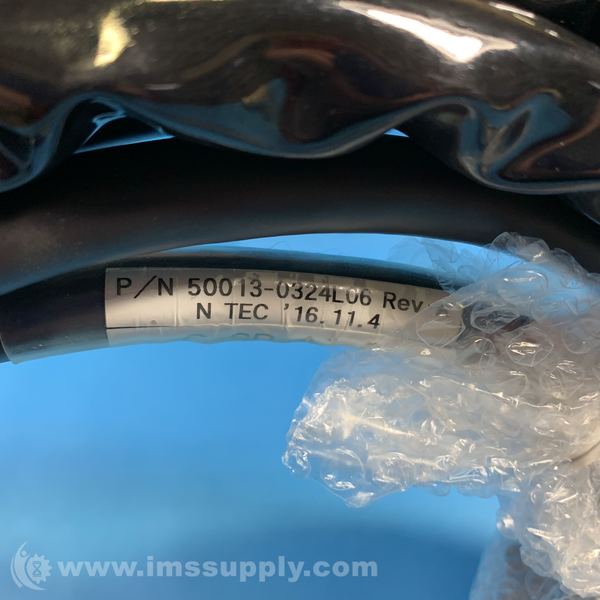 P/N 50013-0324L06 Rev
N TEC '16.11.4
www.imssupply.com